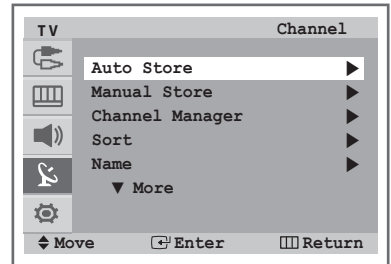 TV Channel
Auto Store
Manual Store
Channel Manager
Sort
Name
▼ More
Move Enter Return